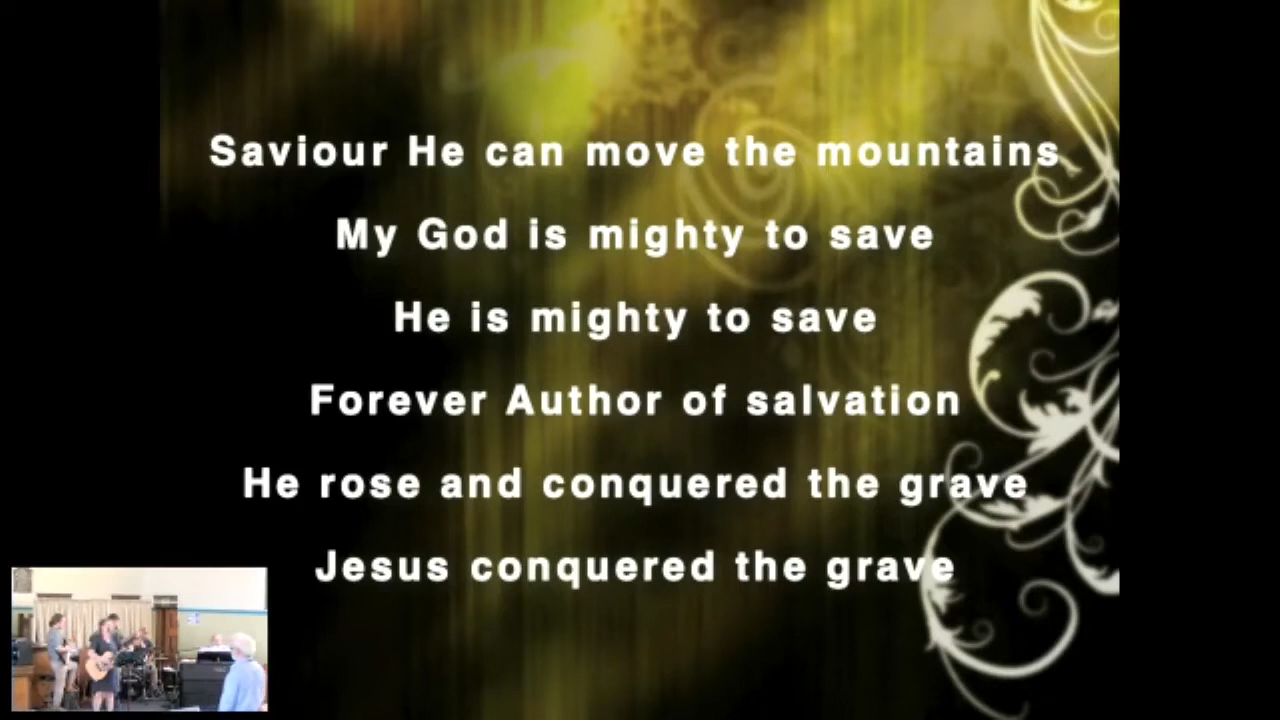 Saviour He can move the mountains
My God is mighty to save
He is mighty to save
Forever Author of salvation
He rose and conquered the grave
Jesus conquered the grave